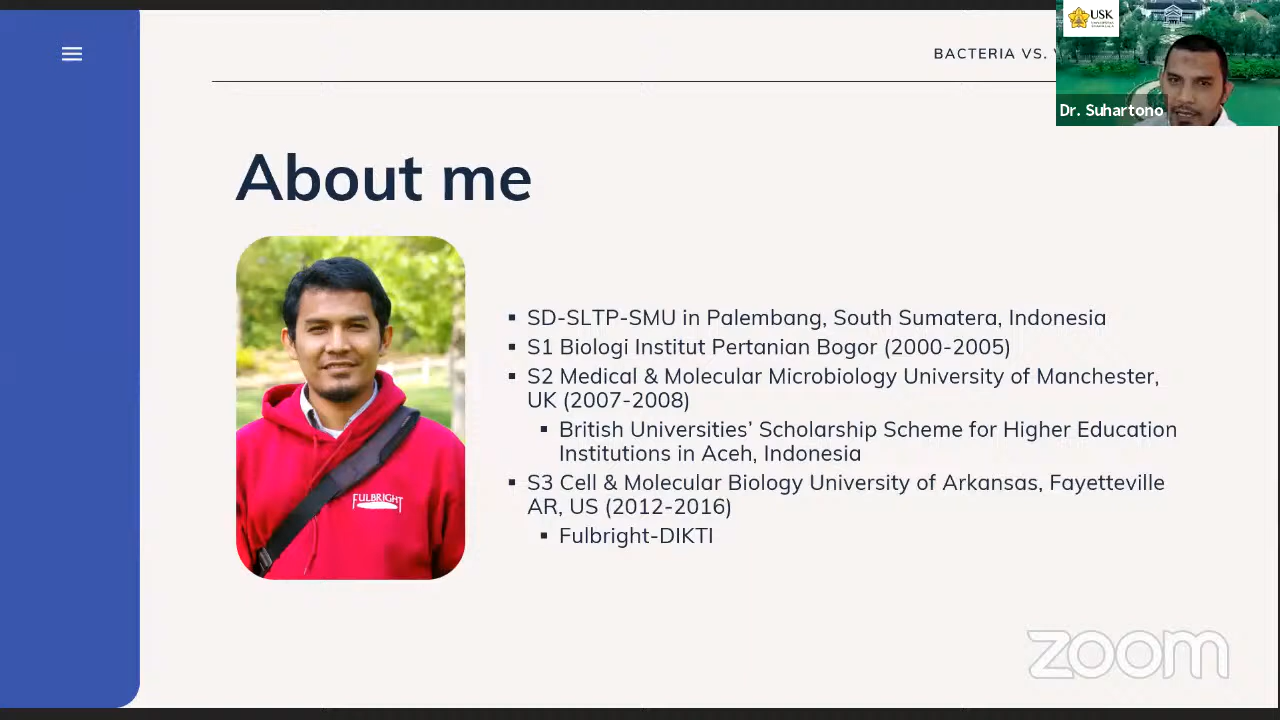 BACTERIA VS.
USK
Dr. Suhartono
About me
FULBRIGHT
▪ SD-SLTP-SMU in Palembang, South Sumatera, Indonesia
▪ S1 Biologi Institut Pertanian Bogor (2000-2005)
▪ S2 Medical & Molecular Microbiology University of Manchester,
UK (2007-2008)
▪ British Universities’ Scholarship Scheme for Higher Education
Institutions in Aceh, Indonesia
▪ S3 Cell & Molecular Biology University of Arkansas, Fayetteville
AR, US (2012-2016)
▪ Fulbright-DIKTI
zoom